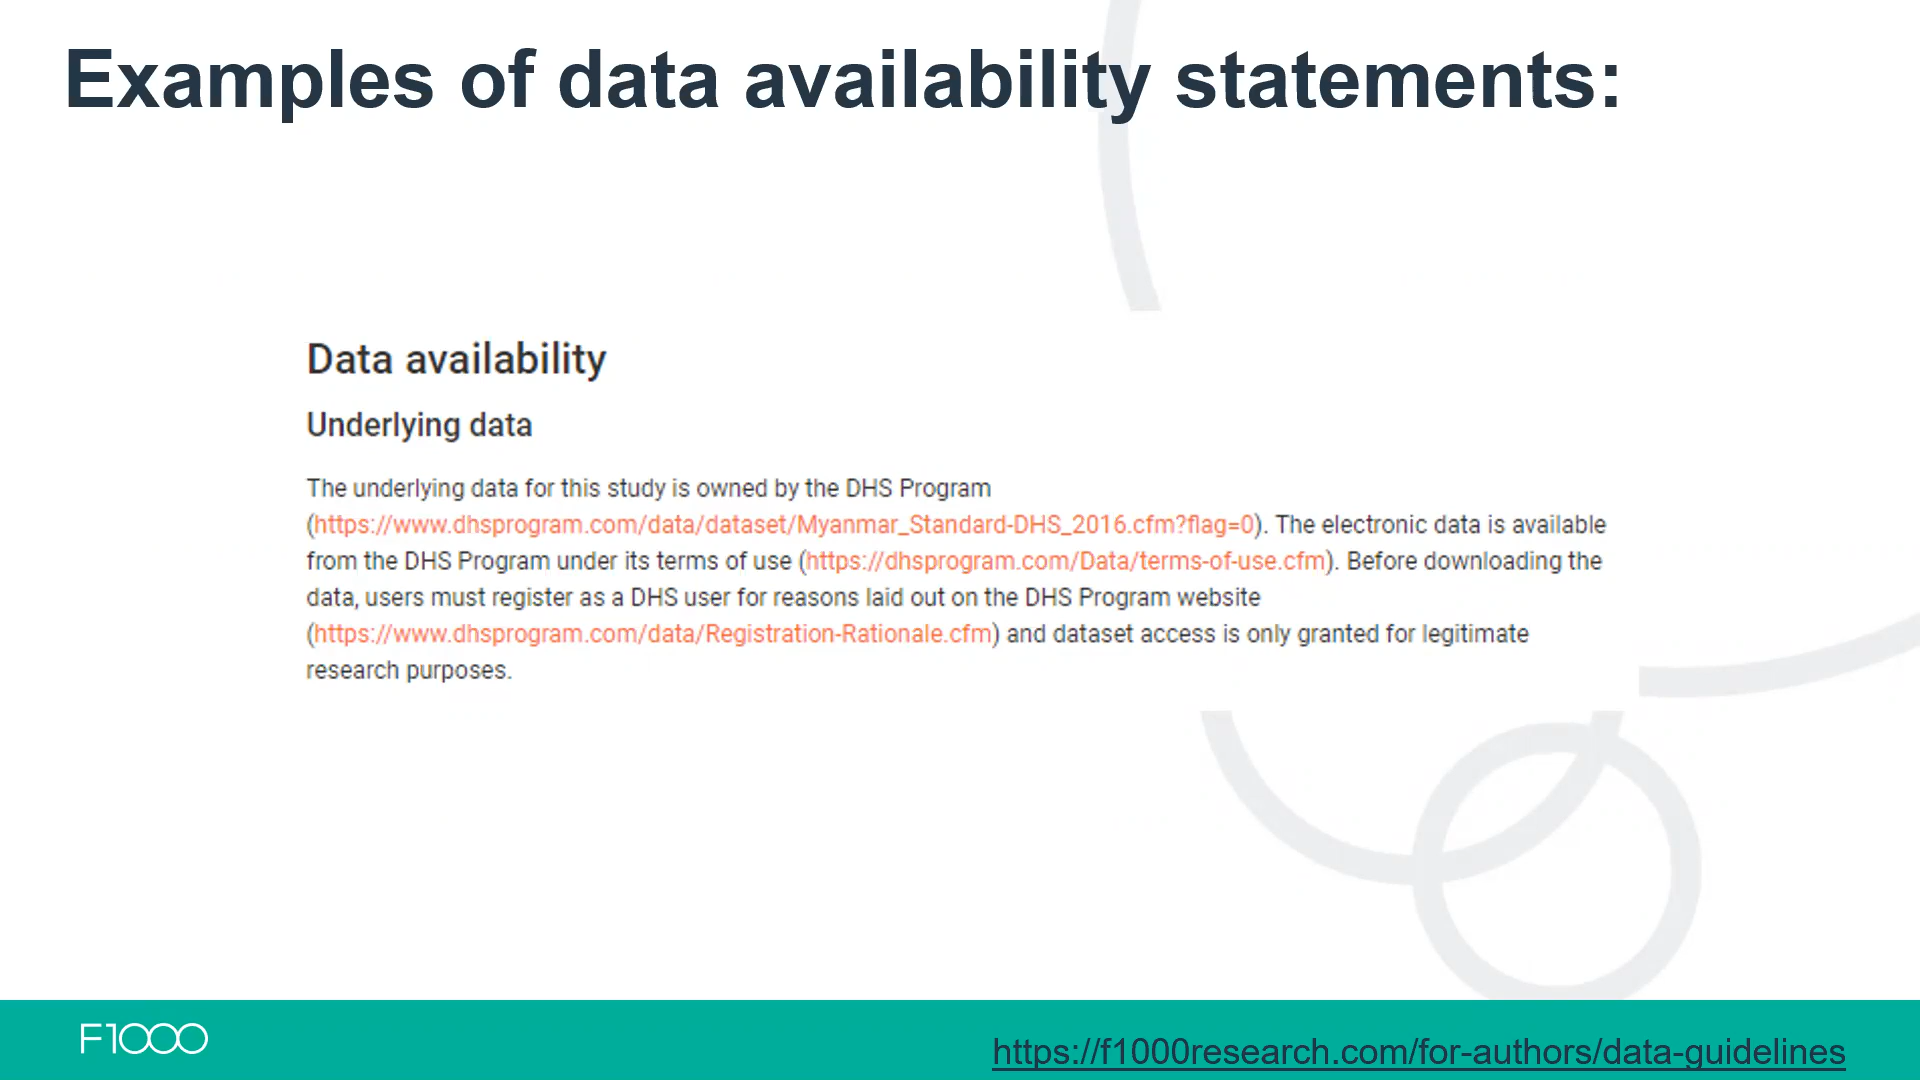 Examples of data availability statements:
Data availability
Underlying data
The underlying data for this study is owned by the DHS Program
(https://www.dhsprogram.com/data/dataset/Myanmar_Standard-DHS_2016.cfm?flag=0). The electronic data is available
from the DHS Program under its terms of use (https://dhsprogram.com/Data/terms-of-use.cfm). Before downloading the
data, users must register as a DHS user for reasons laid out on the DHS Program website
(https://www.dhsprogram.com/data/Registration-Rationale.cfm) and dataset access is only granted for legitimate
research purposes.
F1000
https://f1000research.com/for-authors/data-guidelines